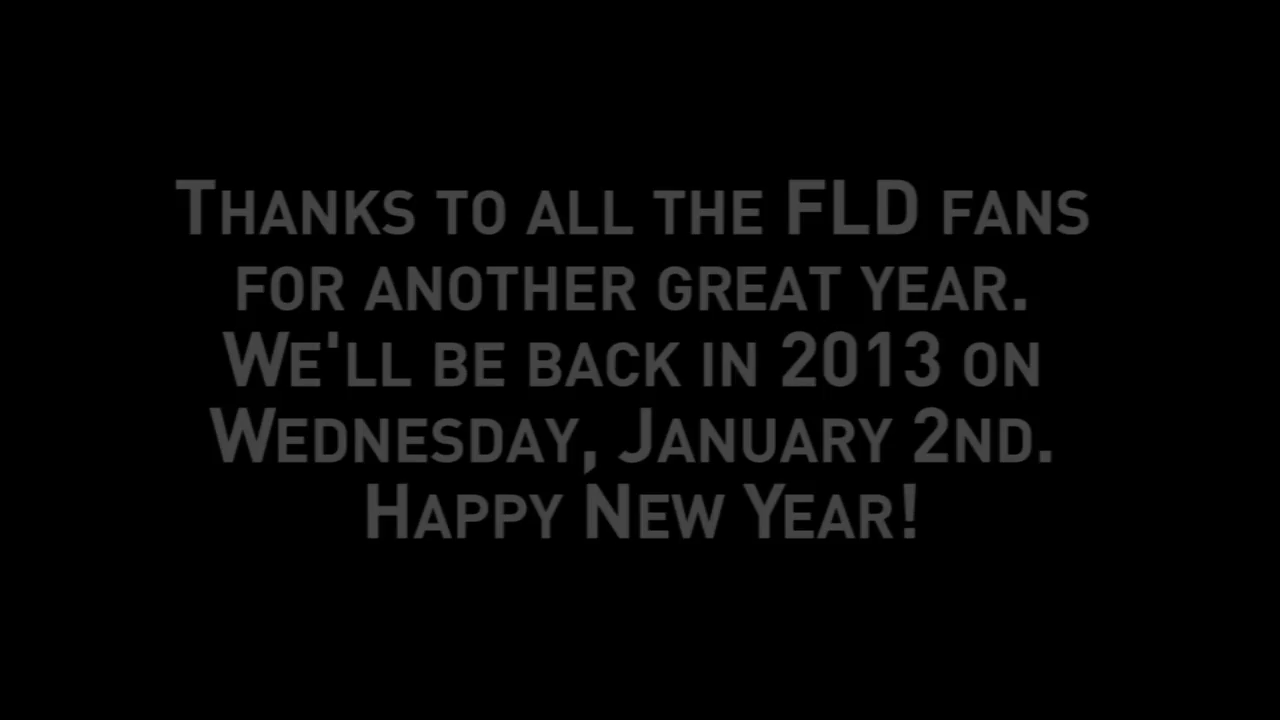 Thanks to all the FLD fans
for another great year.
We'll be back in 2013 on
Wednesday, January 2nd.
Happy New Year!